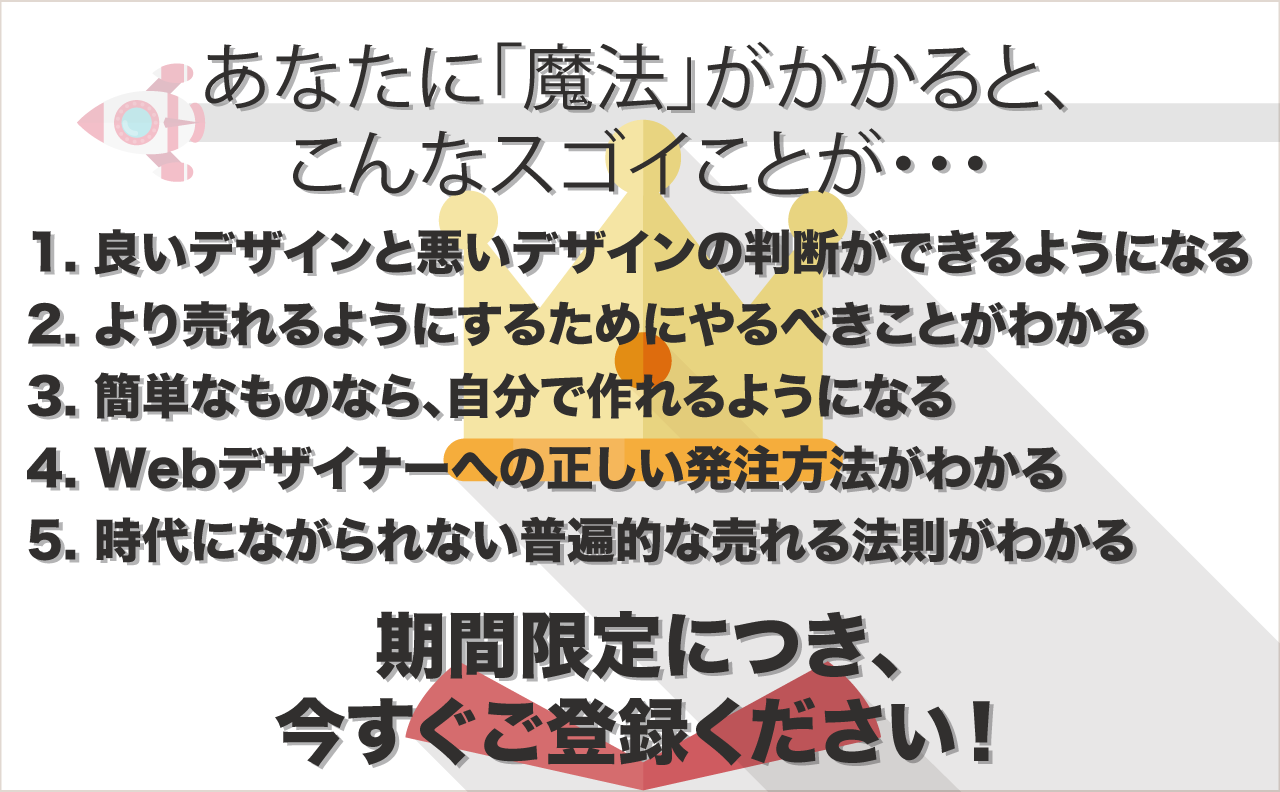 あなたに「魔法」がかかると、
こんなスゴイことが・・・
1. 良いデザインと悪いデザインの判断ができるようになる
2. より売れるようにするためにやるべきことがわかる
3. 簡単なものなら、自分で作れるようになる
4. Webデザイナーへの正しい発注方法がわかる
5. 時代にながられない普遍的な売れる法則がわかる
期間限定につき、
今すぐご登録ください！